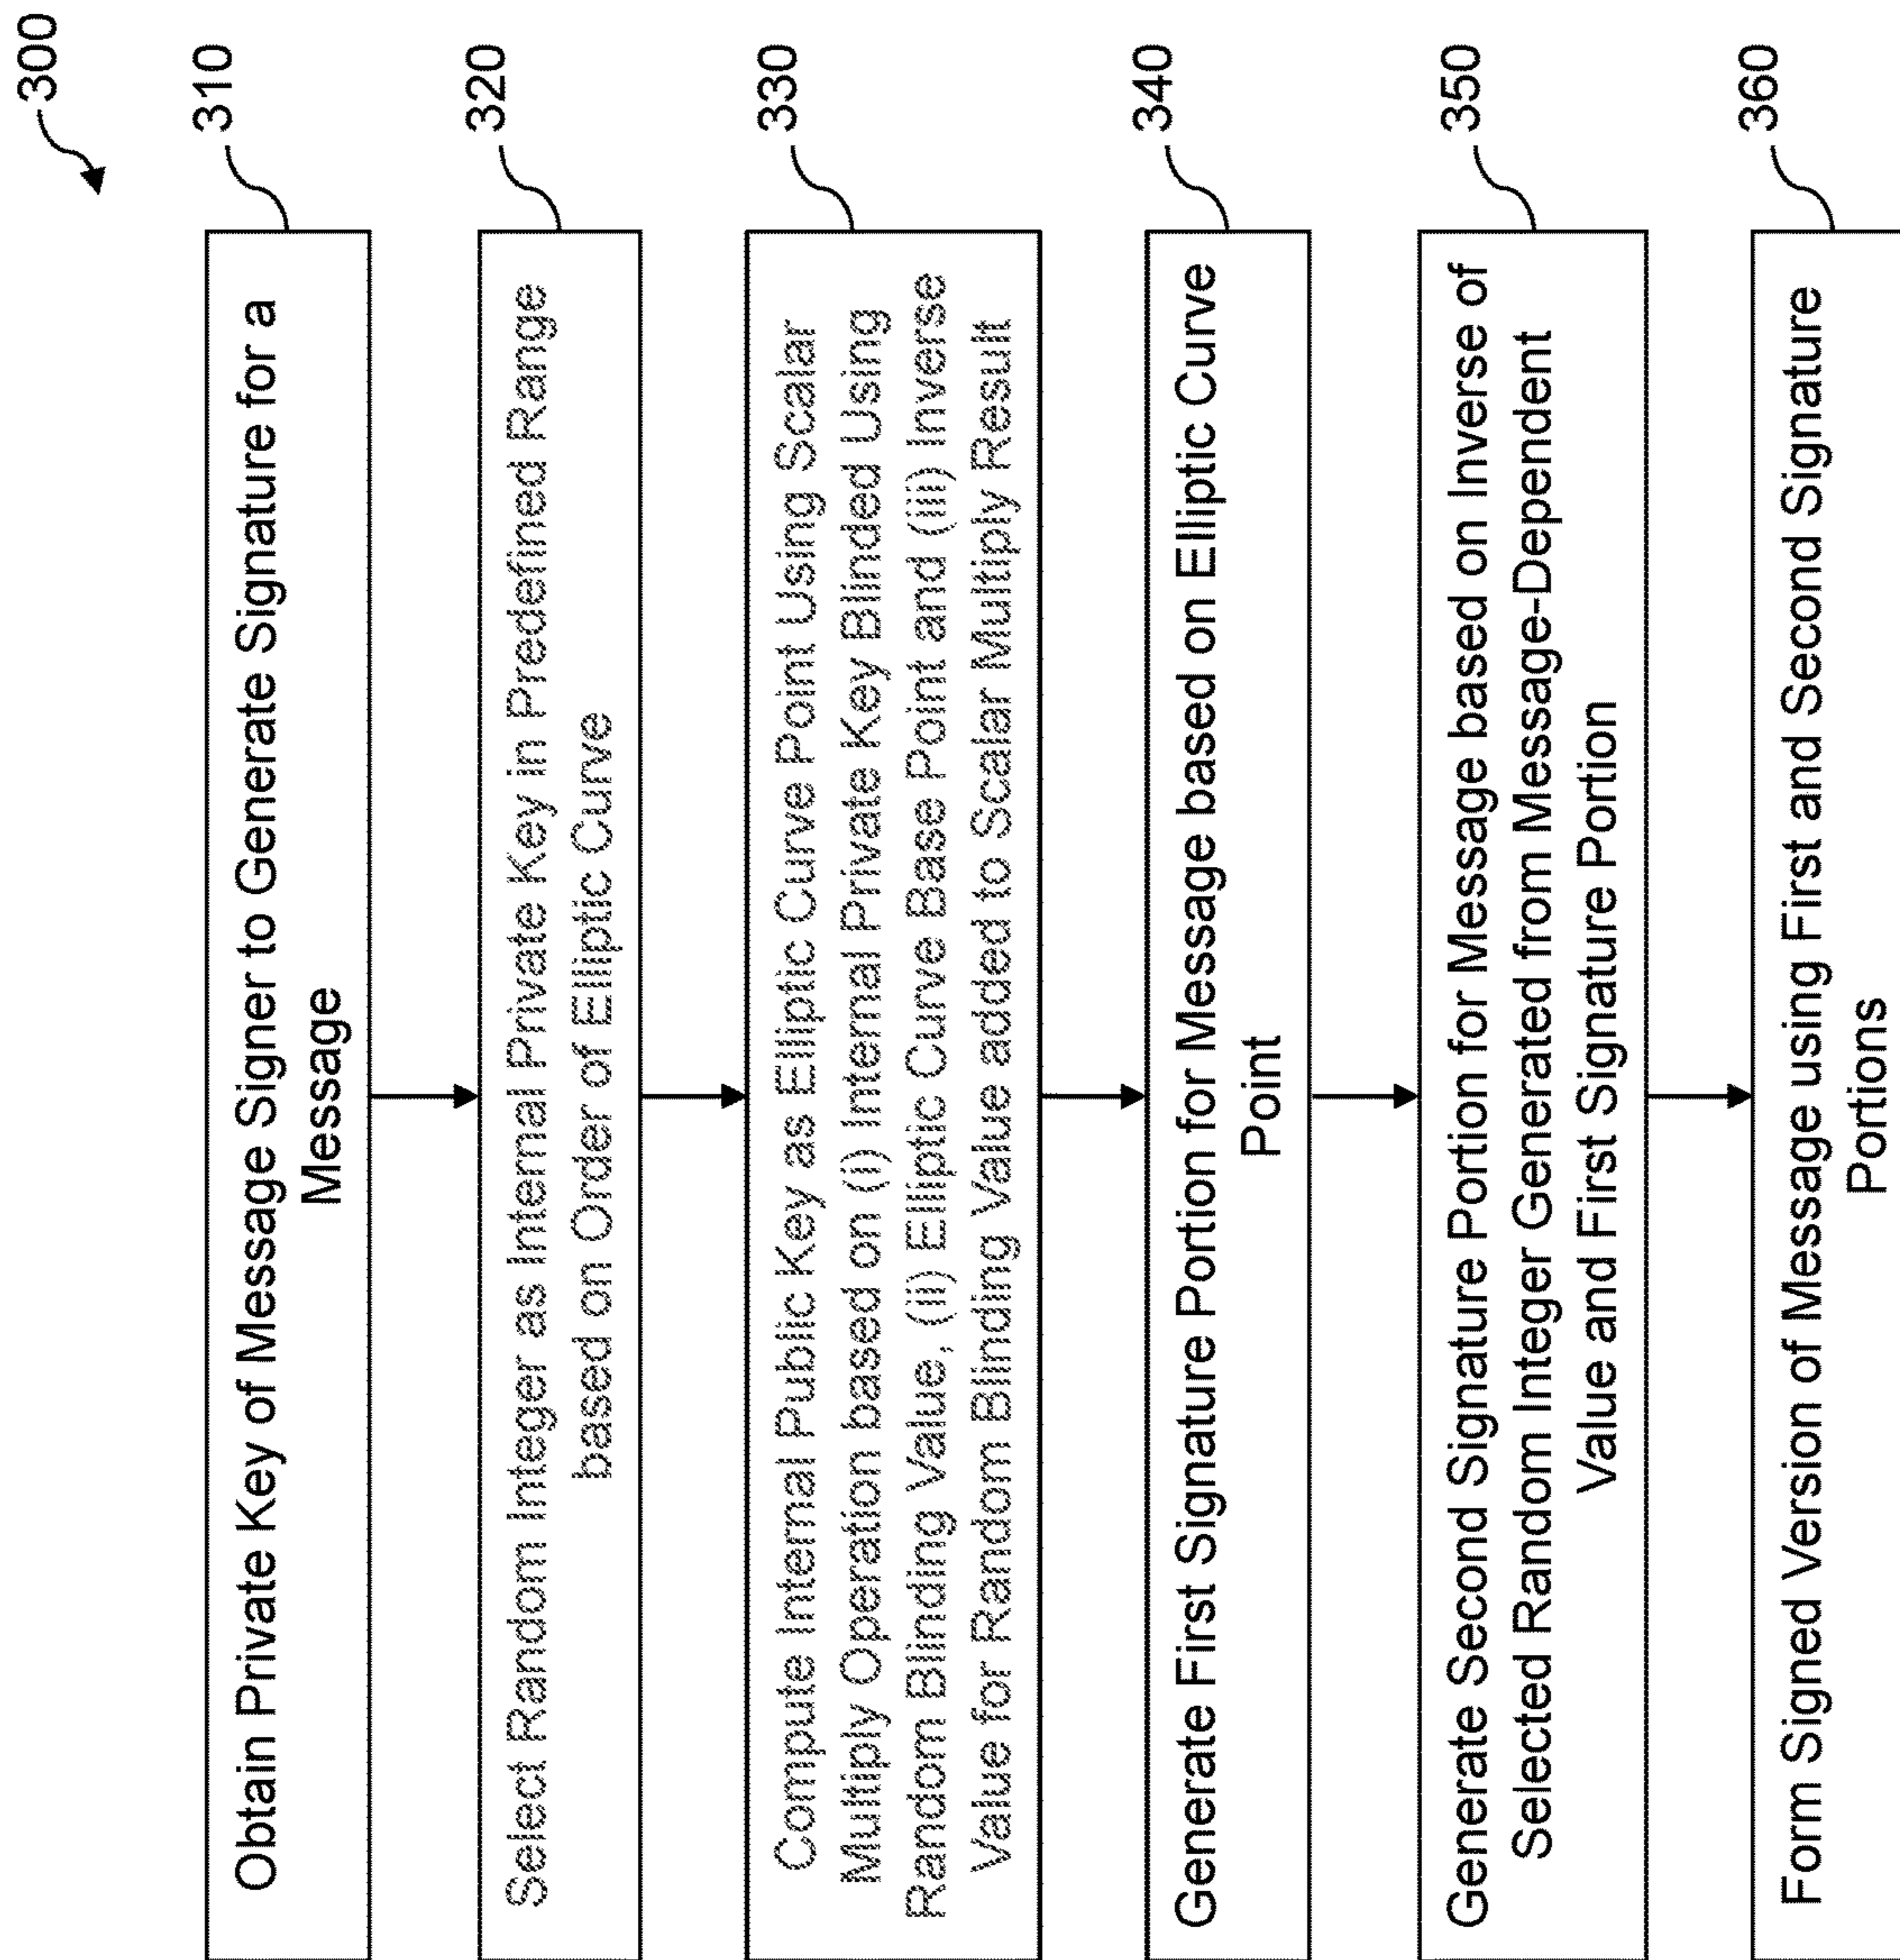 300
310
Obtain Private Key of Message Signer to Generate Signature for a
Message
320
Select Random Integer as Internal Private Key in Predefined Range
based on Order of Elliptic Curve
330
Compute Internal Public Key as Elliptic Curve Point Using Scalar
Multiply Operation based on (i) Internal Private Key Blinded Using
Random Blinding Value, (ii) Elliptic Curve Base Point and (iii) Inverse
Value for Random Blinding Value added to Scalar Multiply Result
340
Generate First Signature Portion for Message based on Elliptic Curve
Point
350
Generate Second Signature Portion for Message based on Inverse of
Selected Random Integer Generated from Message-Dependent
Value and First Signature Portion
360
Form Signed Version of Message using First and Second Signature
Portions